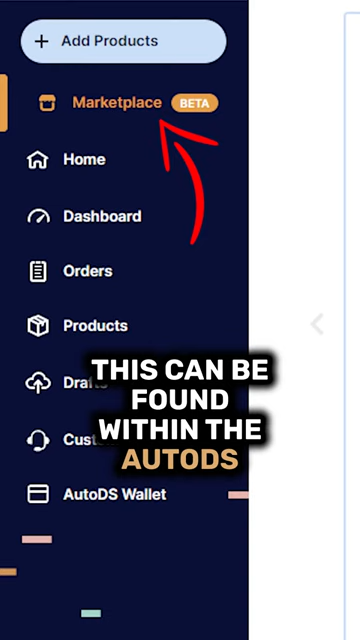 + Add Products
Marketplace BETA
Home
Dashboard
Orders
Products
THIS CAN BE
FOUND
WITHIN THE
AUTODS
AutoDS Wallet